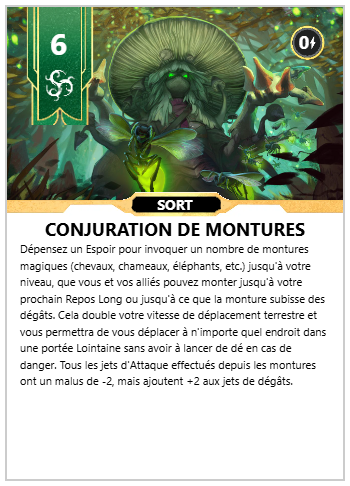 6
0
SORT
CONJURATION DE MONTURES
Dépensez un Espoir pour invoquer un nombre de montures
magiques (chevaux, chameaux, éléphants, etc.) jusqu'à votre
niveau, que vous et vos alliés pouvez monter jusqu'à votre
prochain Repos Long ou jusqu'à ce que la monture subisse des
dégâts. Cela double votre vitesse de déplacement terrestre et
vous permettra de vous déplacer à n'importe quel endroit dans
une portée Lointaine sans avoir à lancer de dé en cas de
danger. Tous les jets d'Attaque effectués depuis les montures
ont un malus de -2, mais ajoutent +2 aux jets de dégâts.